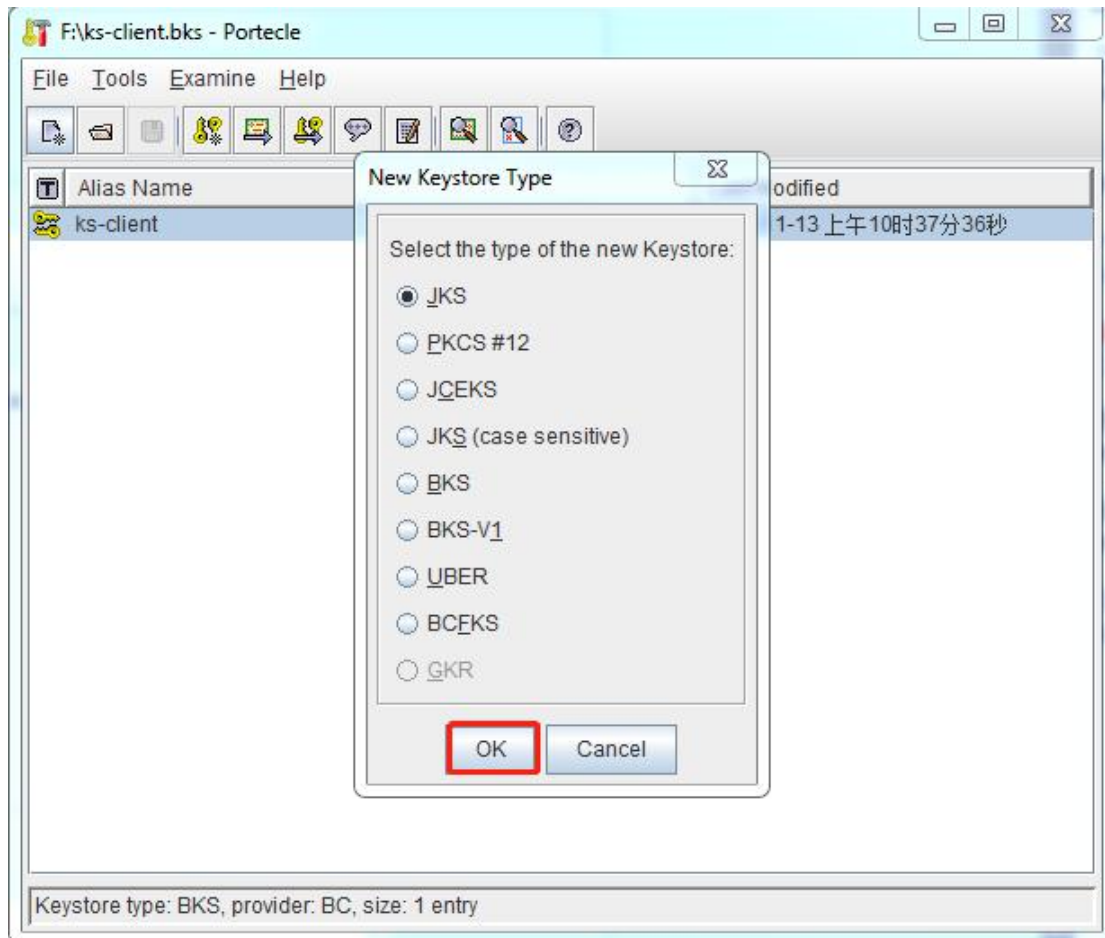 F:\ks-client.bks - Portecle
File Tools Examine Help
Alias Name
odified
ks-client
1-13 上午10时37分36秒
New Keystore Type
Select the type of the new Keystore:
JKS
PKCS #12
JCEKS
JKS (case sensitive)
BKS
BKS-V1
UBER
BCFKS
GKR
OK Cancel
Keystore type: BKS, provider: BC, size: 1 entry